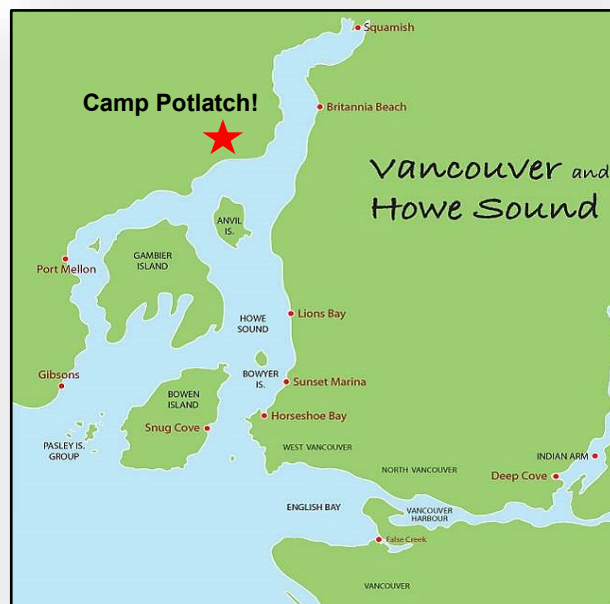 Squamish
Camp Potlatch!
Britannia Beach
Vancouver and
Howe Sound
ANVIL
IS.
GAMBIER
ISLAND
Port Mellon
HOWE
SOUND
Lions Bay
Gibsons
BOWYER
IS.
Sunset Marina
BOWEN
ISLAND
Horseshoe Bay
Snug Cove
PASLEY IS.
GROUP
WEST VANCOUVER
INDIAN ARM
NORTH VANCOUVER
Deep Cove
ENGLISH BAY
VANCOUVER
HARBOUR
False Creek
VANCOUVER